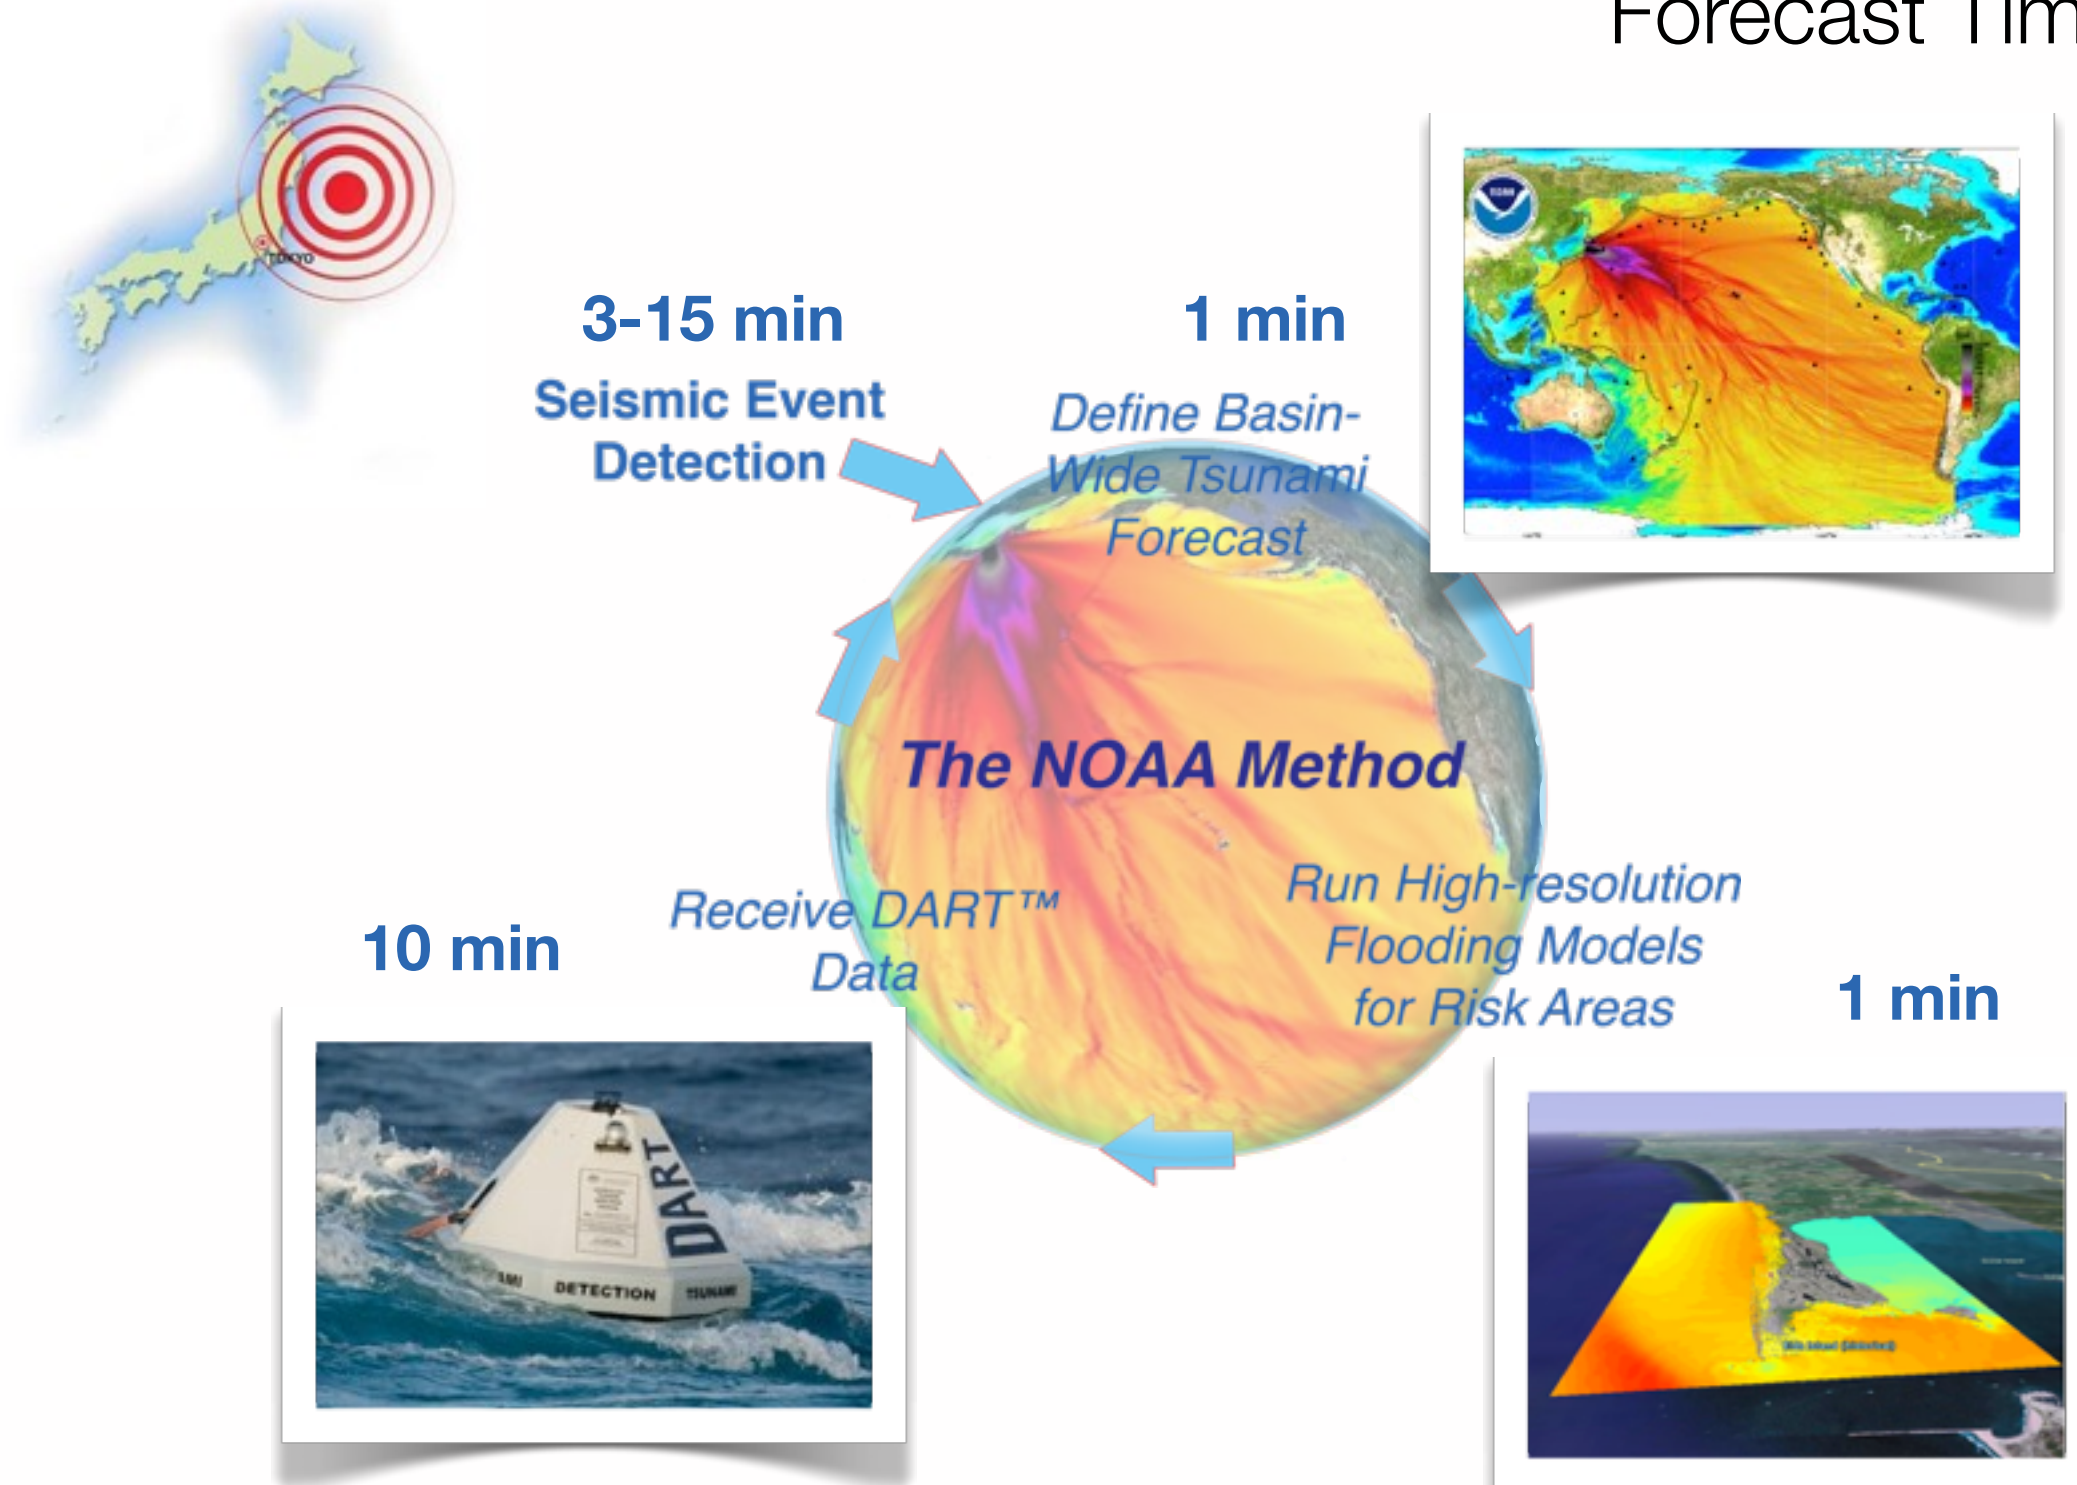 Forecast Tim
TOKYO
3-15 min
Seismic Event
Detection
1 min
Define Basin-
Wide Tsunami
Forecast
The NOAA Method
Receive DART™
Data
10 min
Run High-resolution
Flooding Models
for Risk Areas
1 min
DART
DETECTION
TSUNAMI